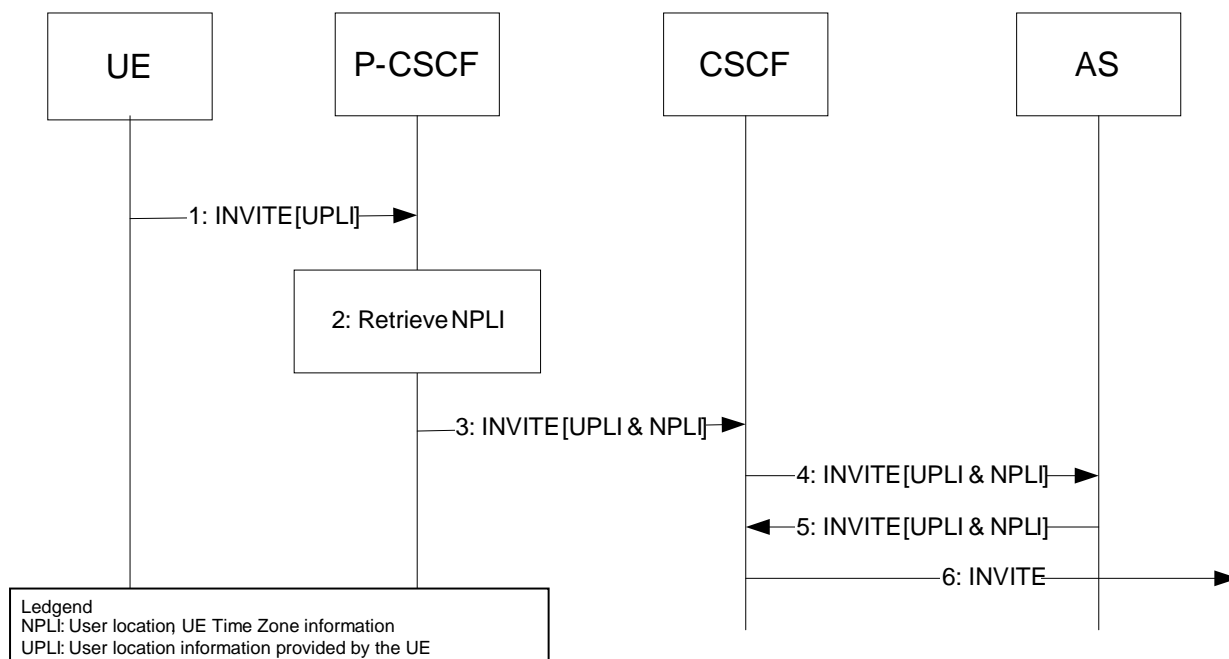 UE
P-CSCF
CSCF
AS
1: INVITE[UPLI]
2: Retrieve NPLI
3: INVITE[UPLI & NPLI]
4: INVITE[UPLI & NPLI]
5: INVITE[UPLI & NPLI]
6: INVITE
Ledgend
NPLI: User location, UE Time Zone information
UPLI: User location information provided by the UE